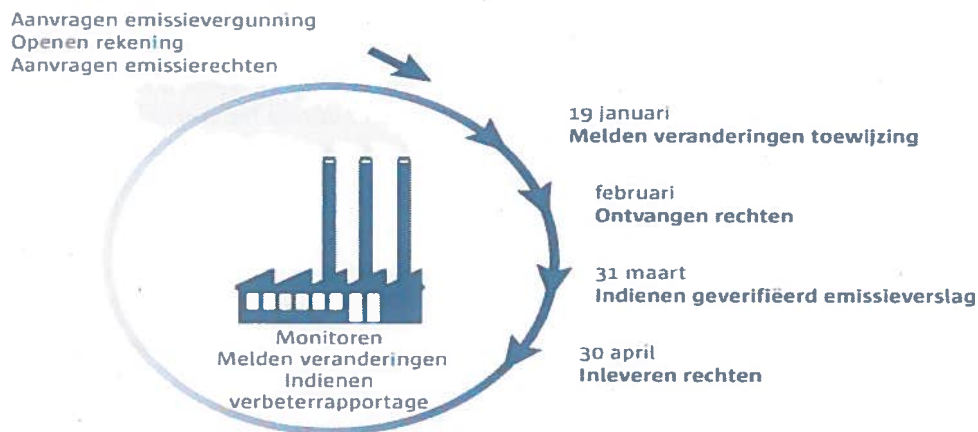 Aanvragen emissievergunning
Openen rekening
Aanvragen emissierechten
19 januari
Melden veranderingen toewijzing
februari
Ontvangen rechten
31 maart
Indienen geverifiëerd emissieverslag
30 april
Inleveren rechten
Monitoren
Melden veranderingen
Indienen
verbeterrapportage